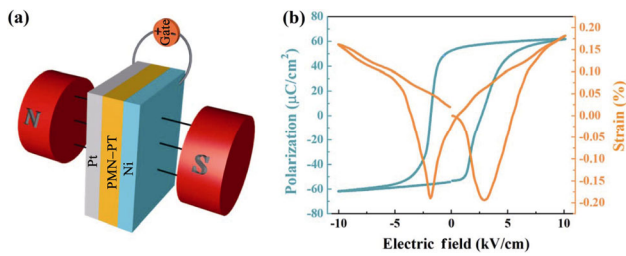 (a)
+
Gate
-
N
Pt
PMN-PT
Ni
S
(b)
Polarization (μC/cm²)
80
60
40
20
0
-20
-40
-60
-80
-10
-5
0
5
10
Electric field (kV/cm)
0.20
0.15
0.10
0.05
0.00
-0.05
-0.10
-0.15
-0.20
Strain (%)